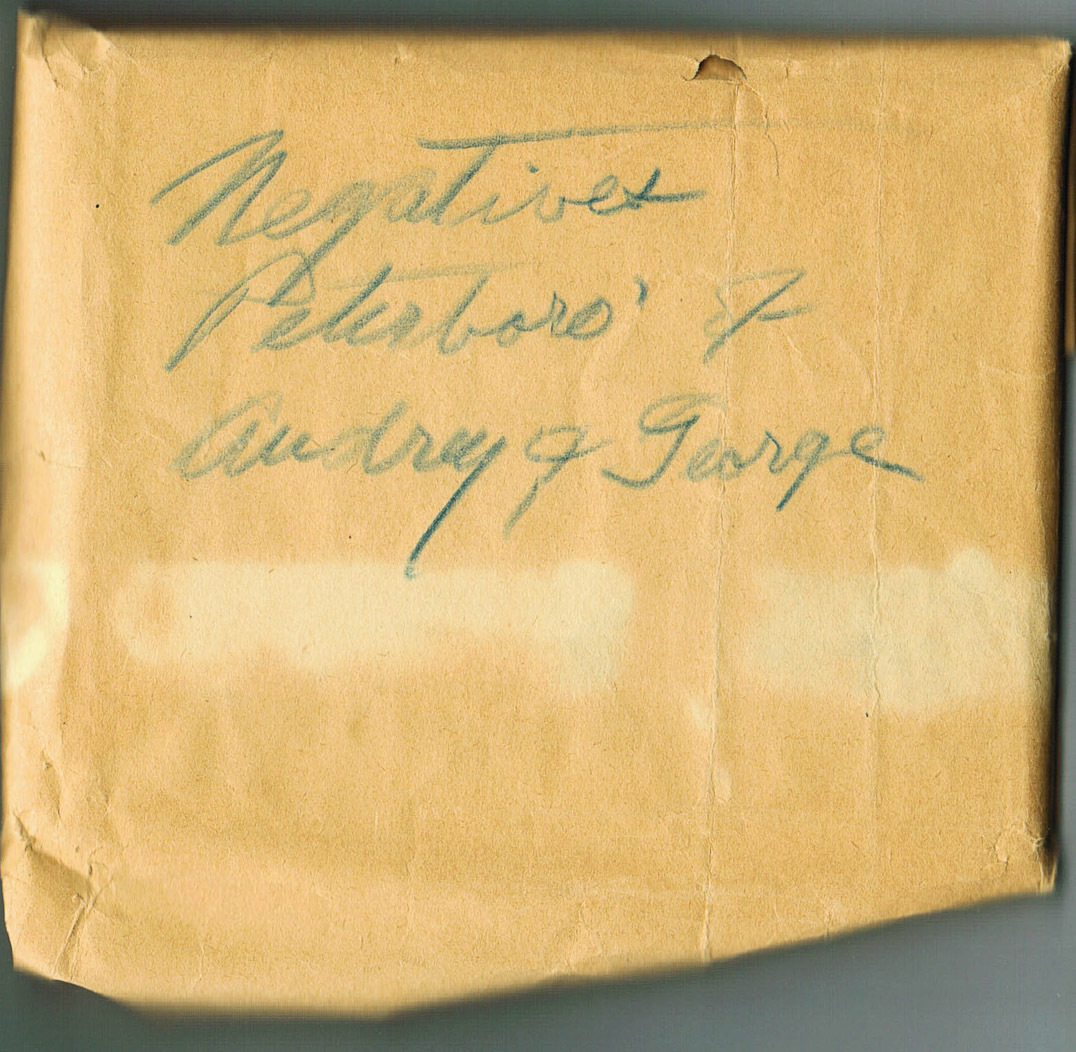 Negatives
Peterboro' &
Audrey & George